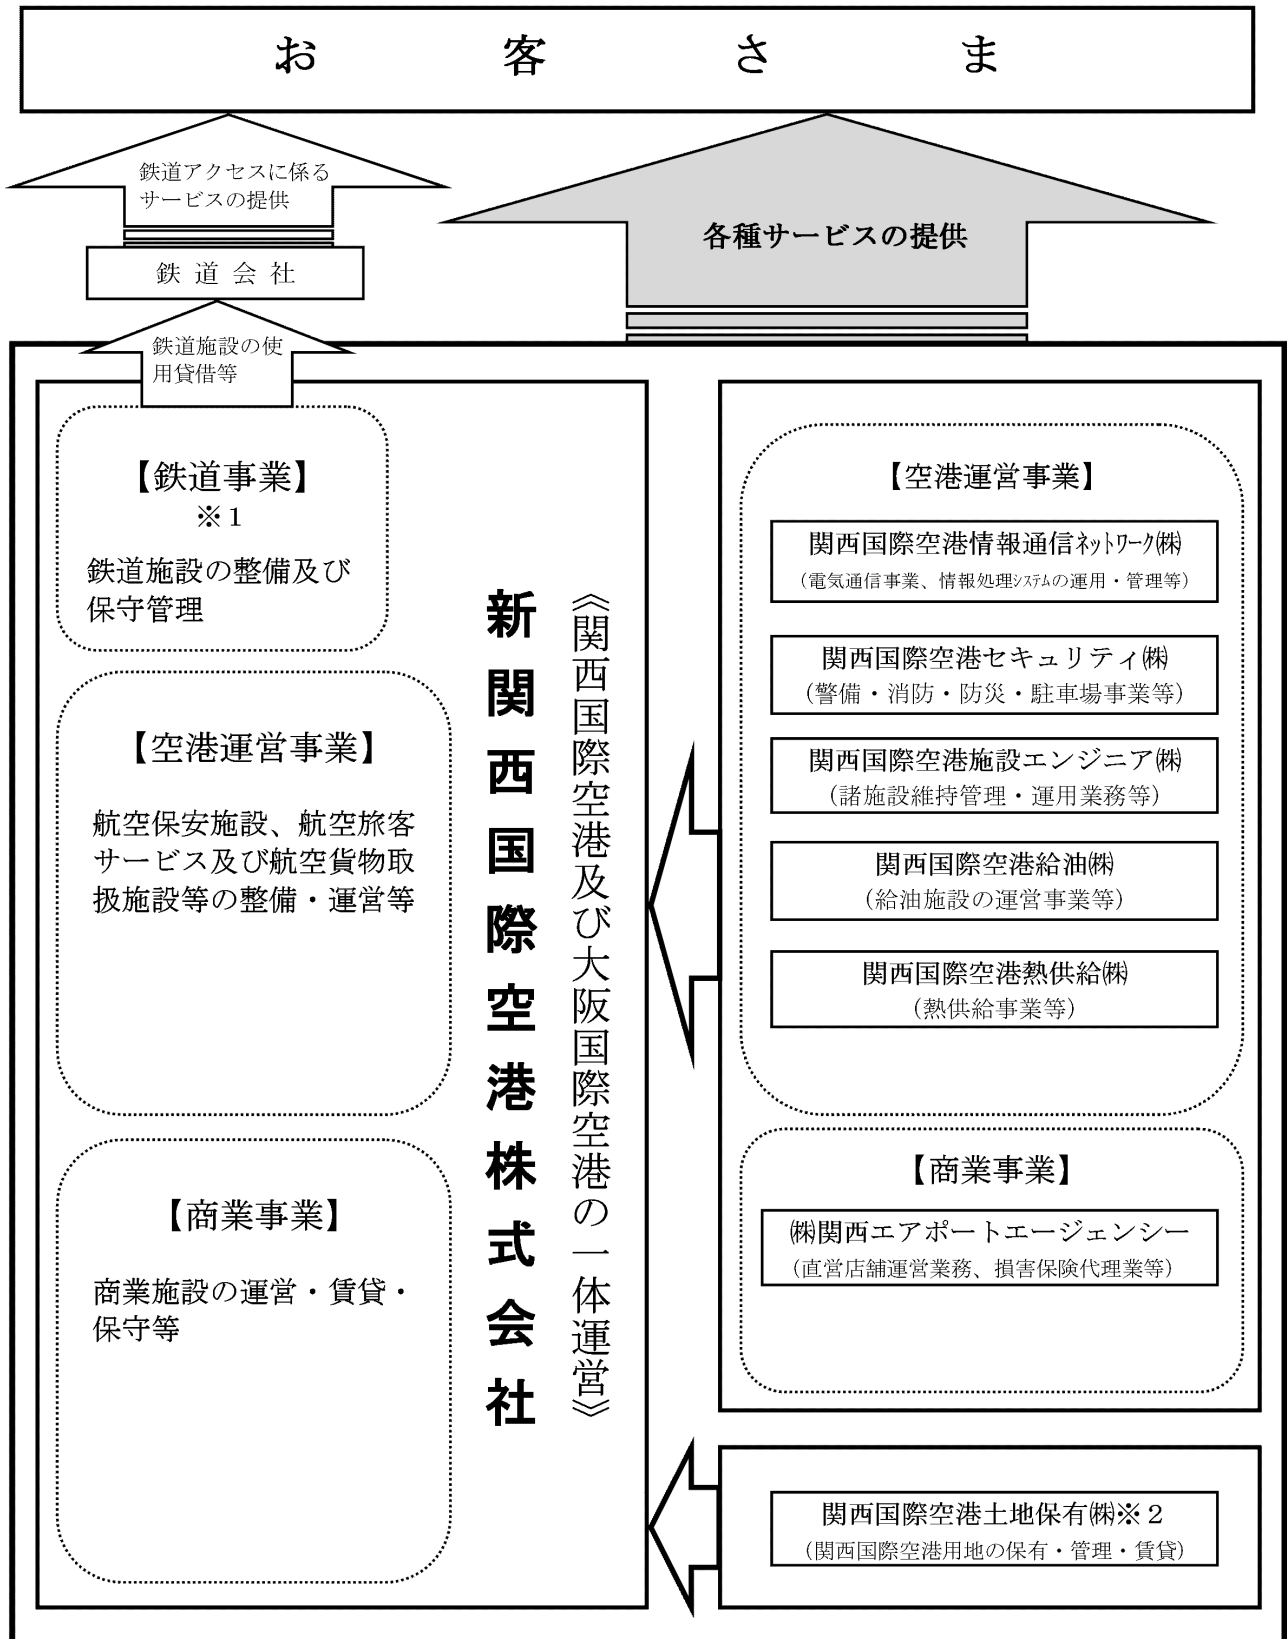 お客さま
鉄道アクセスに係る
サービスの提供
各種サービスの提供
鉄道会社
鉄道施設の使
用貸借等
【鉄道事業】
※1
鉄道施設の整備及び
保守管理
【空港運営事業】
航空保安施設、航空旅客
サービス及び航空貨物取
扱施設等の整備・運営等
【商業事業】
商業施設の運営・賃貸・
保守等
新関西国際空港株式会社
《関西国際空港及び大阪国際空港の一体運営》
【空港運営事業】
関西国際空港情報通信ネットワーク㈱
(電気通信事業、情報処理システムの運用・管理等)
関西国際空港セキュリティ㈱
(警備・消防・防災・駐車場事業等)
関西国際空港施設エンジニア㈱
(諸施設維持管理・運用業務等)
関西国際空港給油㈱
(給油施設の運営事業等)
関西国際空港熱供給㈱
(熱供給事業等)
【商業事業】
㈱関西エアポートエージェンシー
(直営店舗運営業務、損害保険代理業等)
関西国際空港土地保有㈱※2
(関西国際空港用地の保有・管理・賃貸)